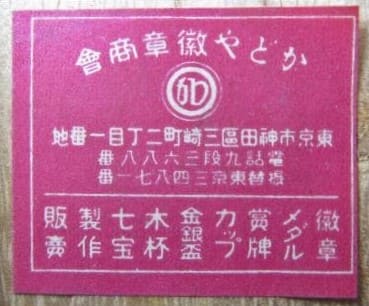 かどや徽章商會
東京市神田區三崎町二丁目一番地
電話九段三六八八番
振替東京三四八七一番
徽章
メダル
賞牌
カップ
金銀盃
木杯
七宝
製作
販賣